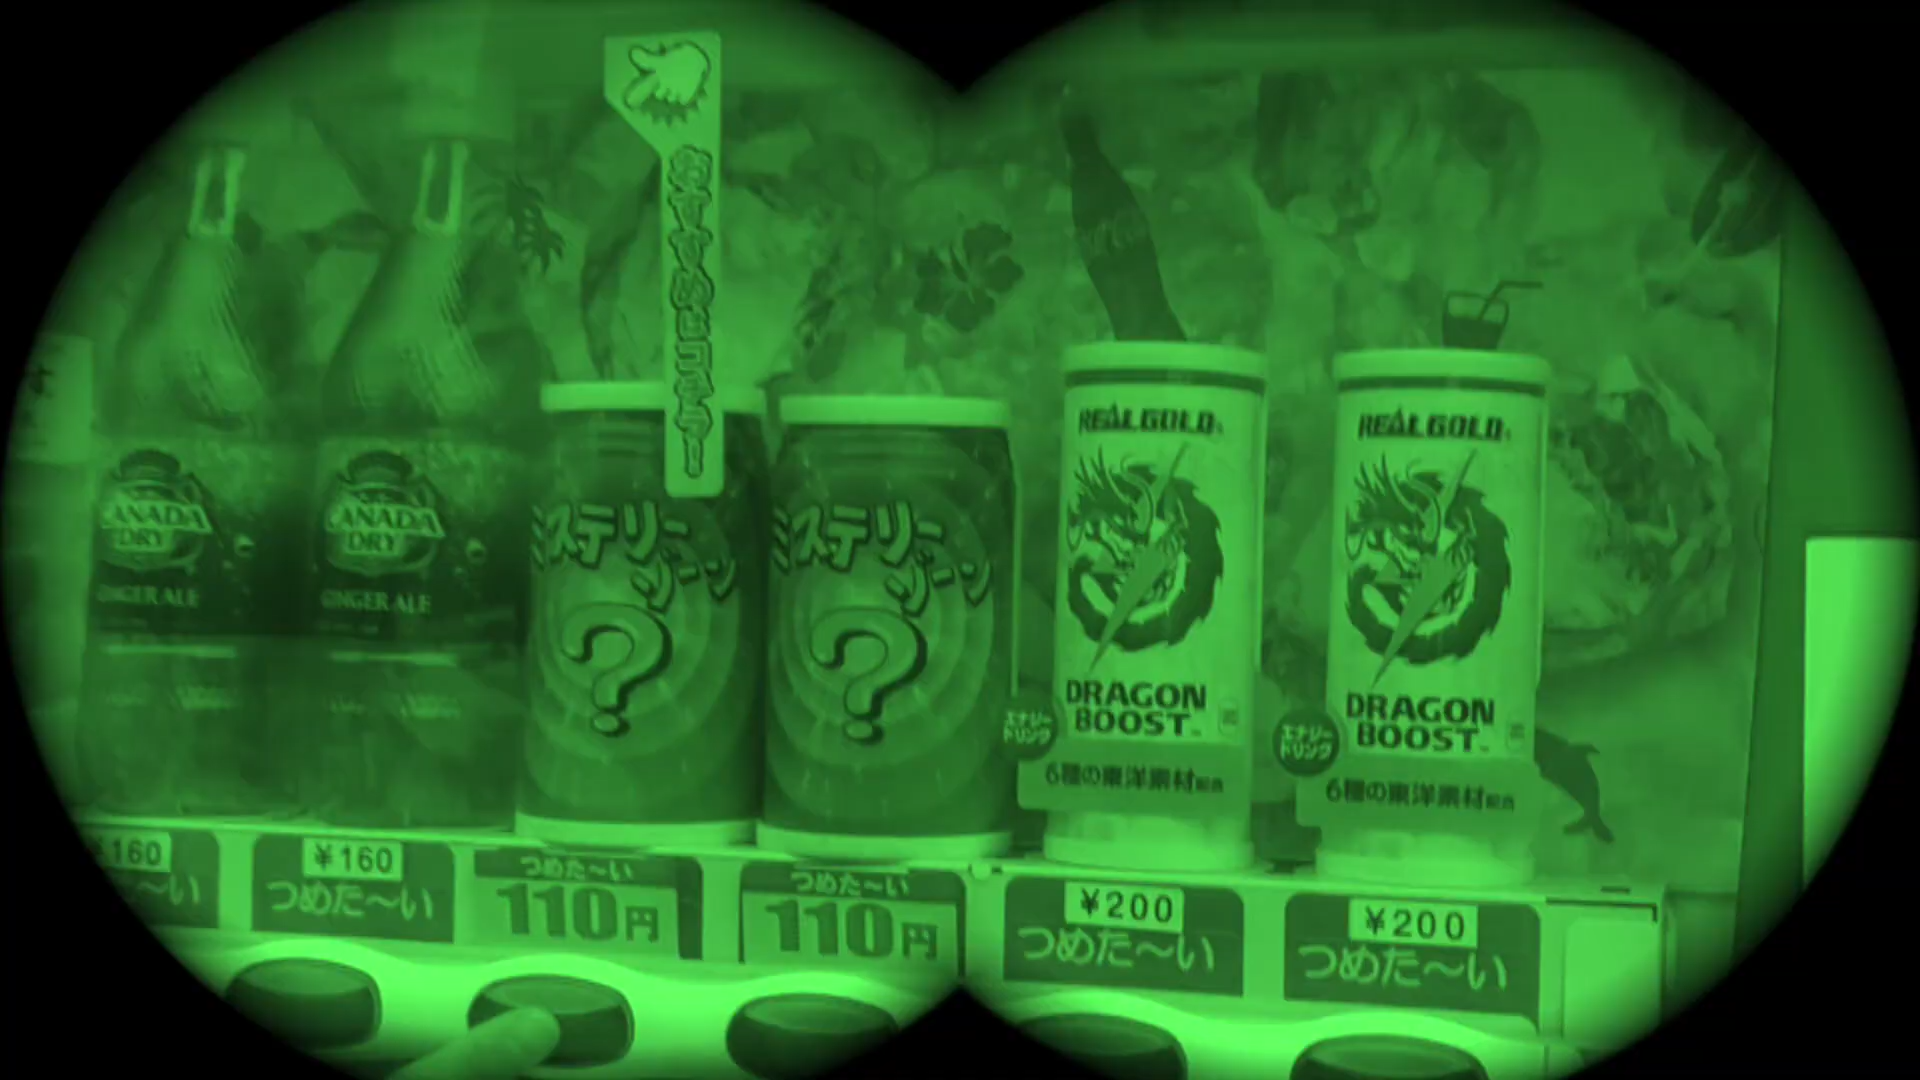 おすすめはコチラ!!
CANADA
DRY
GINGER ALE
CANADA
DRY
GINGER ALE
ミステリー
ゾーン
?
ミステリー
ゾーン
?
REAL GOLD
DRAGON
BOOST
エナジー
ドリンク
6種の東洋素材配合
REAL GOLD
DRAGON
BOOST
エナジー
ドリンク
6種の東洋素材配合
¥160
〜い
¥160
つめた〜い
つめた〜い
110円
つめた〜い
110円
¥200
つめた〜い
¥200
つめた〜い